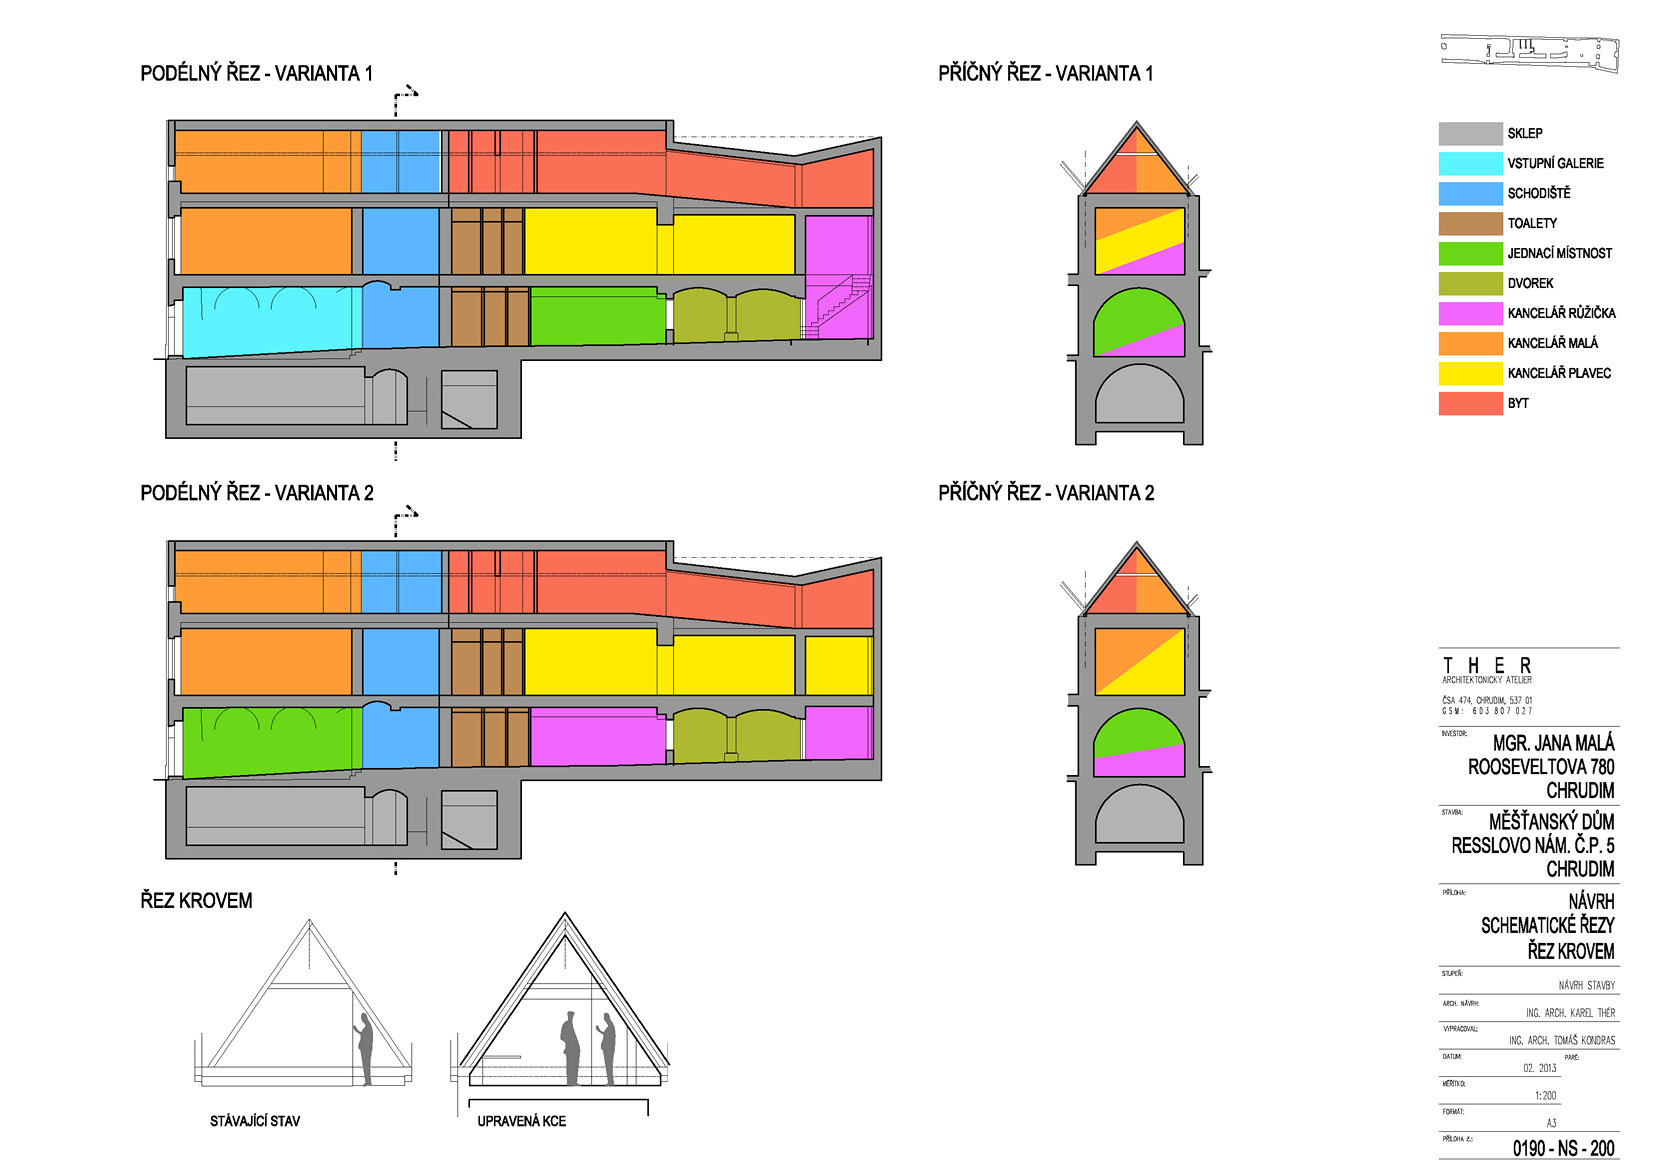 PODÉLNÝ ŘEZ - VARIANTA 1
PŘÍČNÝ ŘEZ - VARIANTA 1
SKLEP
VSTUPNÍ GALERIE
SCHODIŠTĚ
TOALETY
JEDNACÍ MÍSTNOST
DVOREK
KANCELÁŘ RŮŽIČKA
KANCELÁŘ MALÁ
KANCELÁŘ PLAVEC
BYT
PODÉLNÝ ŘEZ - VARIANTA 2
PŘÍČNÝ ŘEZ - VARIANTA 2
ŘEZ KROVEM
STÁVAJÍCÍ STAV
UPRAVENÁ KCE
THER
ARCHITEKTONICKÝ ATELIER
ČSA 474, CHRUDIM, 537 01
GSM: 603 807 027
INVESTOR:
MGR. JANA MALÁ
ROOSEVELTOVA 780
CHRUDIM
STAVBA:
MĚŠŤANSKÝ DŮM
RESSLOVO NÁM. Č.P. 5
CHRUDIM
PŘÍLOHA:
NÁVRH
SCHEMATICKÉ ŘEZY
ŘEZ KROVEM
STUPEŇ:
NÁVRH STAVBY
ARCH. NÁVRH:
ING. ARCH. KAREL THÉR
VYPRACOVAL:
ING. ARCH. TOMÁŠ KONDRAS
DATUM:
PARÉ:
02. 2013
MĚŘÍTKO:
1:200
FORMÁT:
A3
PŘÍLOHA č.:
0190 - NS - 200